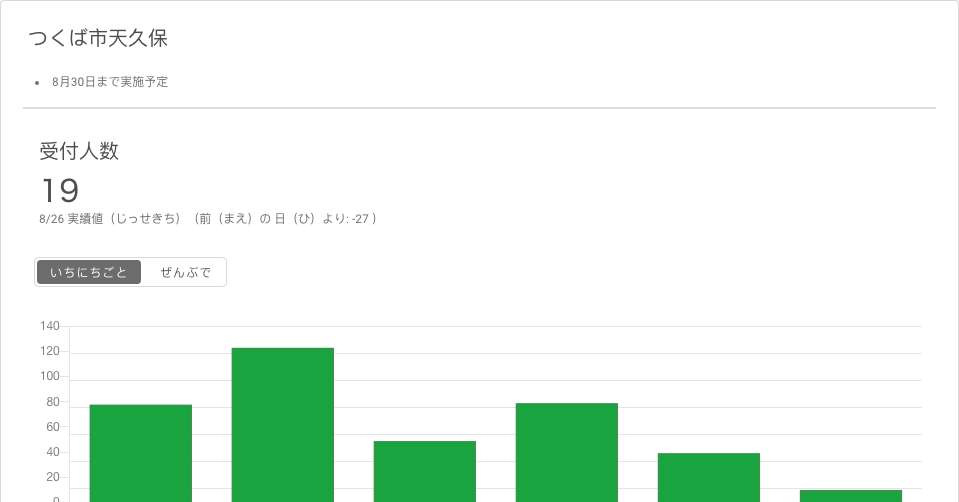 つくば市天久保
• 8月30日まで実施予定
受付人数
19
8/26 実績値（じっせきち）（前（まえ）の 日（ひ）より: -27 ）
いちにちごと ぜんぶで
140
120
100
80
60
40
20
0